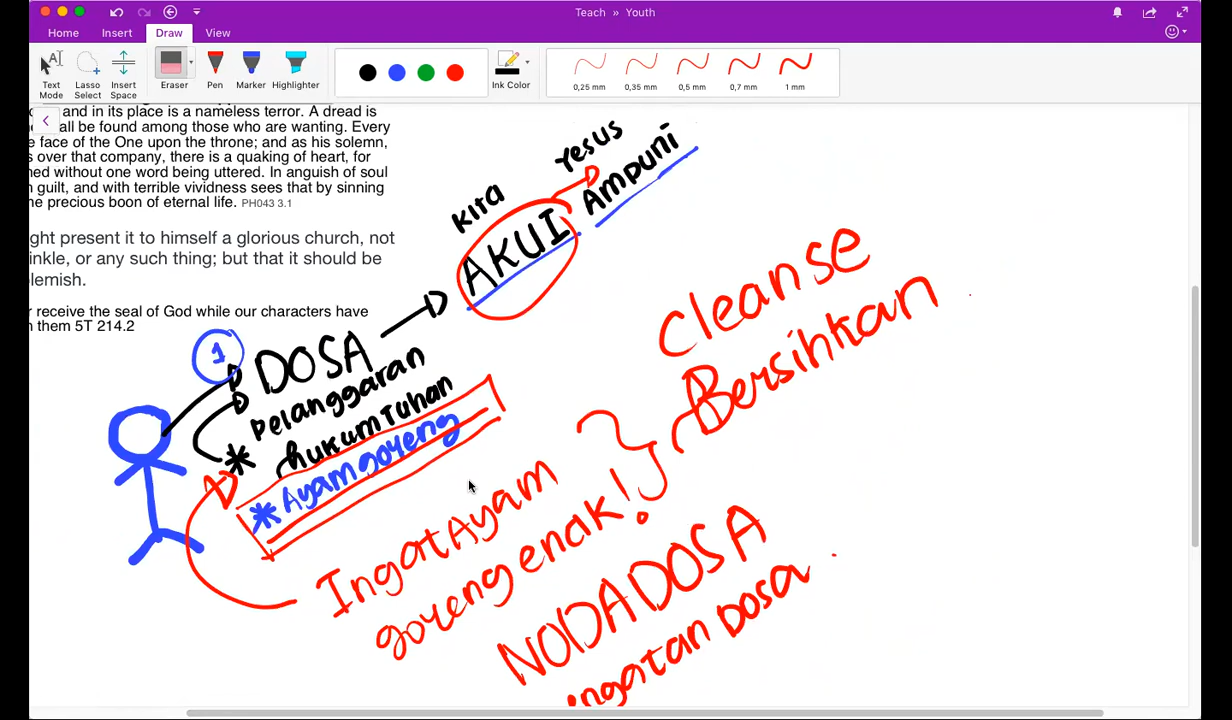 Teach » Youth
Home Insert Draw View
Text Mode
Lasso Select
Insert Space
Eraser
Pen
Marker
Highlighter
Ink Color
0,25 mm
0,35 mm
0,5 mm
0,7 mm
1 mm
and in its place is a nameless terror. A dread is
all be found among those who are wanting. Every
e face of the One upon the throne; and as his solemn,
s over that company, there is a quaking of heart, for
ned without one word being uttered. In anguish of soul
guilt, and with terrible vividness sees that by sinning
he precious boon of eternal life. PH043 3.1
ght present it to himself a glorious church, not
inkle, or any such thing; but that it should be
lemish.
r receive the seal of God while our characters have
n them 5T 214.2
Kita
AKUI
Yesus
Ampuni
1
DOSA
* Pelanggaran
hukum Tuhan
* Ayam goreng
Ingat Ayam
goreng enak!
Cleanse
Bersihkan
NODA DOSA
ingatan Dosa